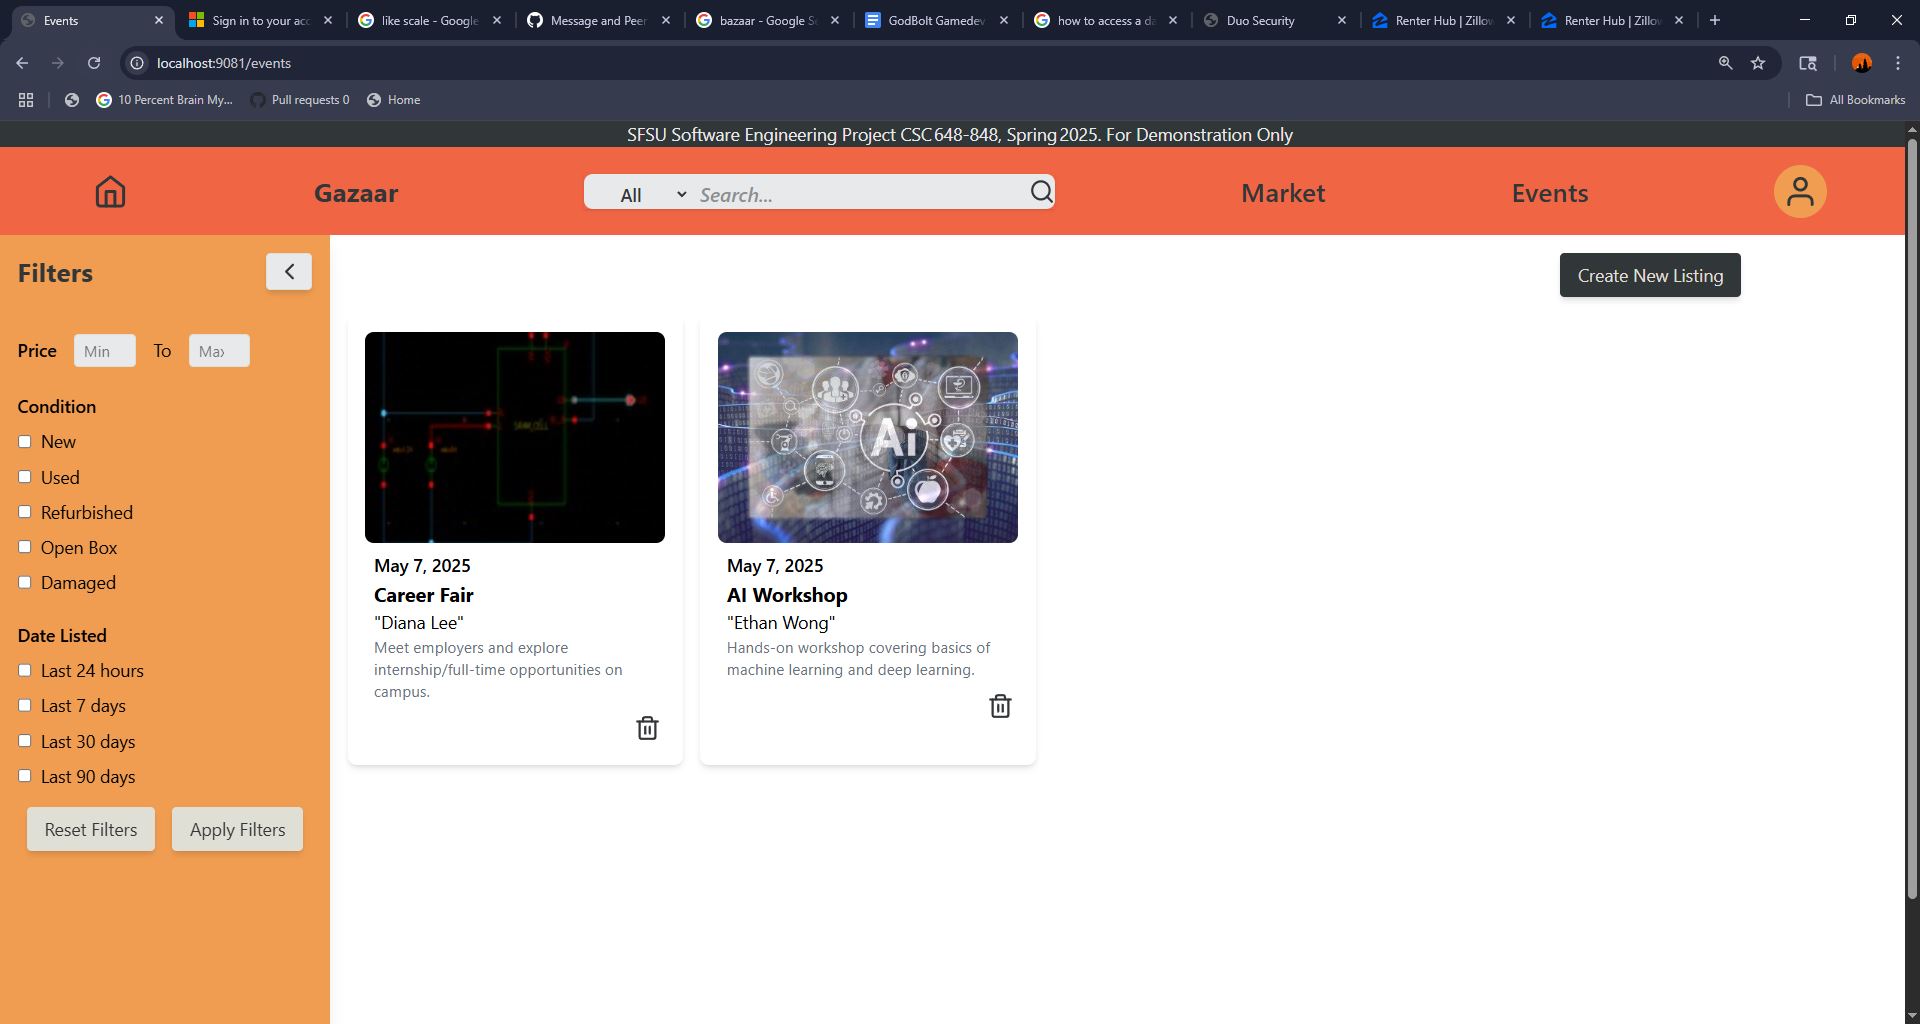 Events
Sign in to your acc
like scale - Google
Message and Peer
bazaar - Google Se
GodBolt Gamedev
how to access a da
Duo Security
Renter Hub | Zillow
Renter Hub | Zillow
localhost:9081/events
10 Percent Brain My...
Pull requests 0
Home
All Bookmarks
SFSU Software Engineering Project CSC 648-848, Spring 2025. For Demonstration Only
Gazaar
All
Search...
Market
Events
Filters
Create New Listing
Price Min To Max
Condition
New
Used
Refurbished
Open Box
Damaged
Date Listed
Last 24 hours
Last 7 days
Last 30 days
Last 90 days
Reset Filters
Apply Filters
May 7, 2025
Career Fair
"Diana Lee"
Meet employers and explore
internship/full-time opportunities on
campus.
Ai
May 7, 2025
AI Workshop
"Ethan Wong"
Hands-on workshop covering basics of
machine learning and deep learning.